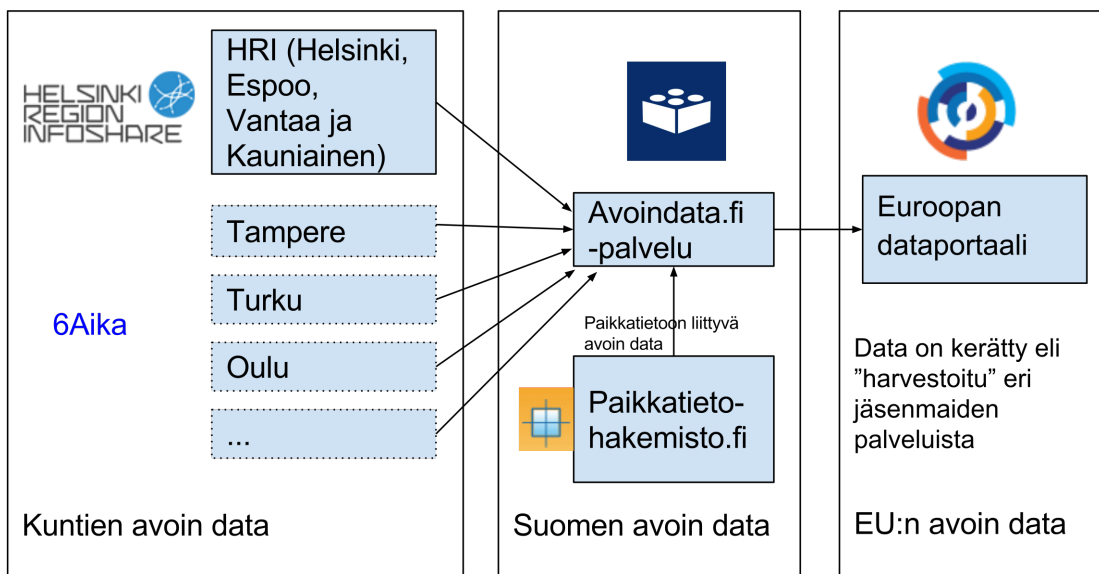 HELSINKI
REGION
INFOSHARE
HRI (Helsinki,
Espoo,
Vantaa ja
Kauniainen)
Tampere
Turku
6Aika
Oulu
...
Kuntien avoin data
Avoindata.fi
-palvelu
Paikkatietoon liittyvä
avoin data
Paikkatieto-
hakemisto.fi
Suomen avoin data
Euroopan
dataportaali
Data on kerätty eli
”harvestoitu” eri
jäsenmaiden
palveluista
EU:n avoin data